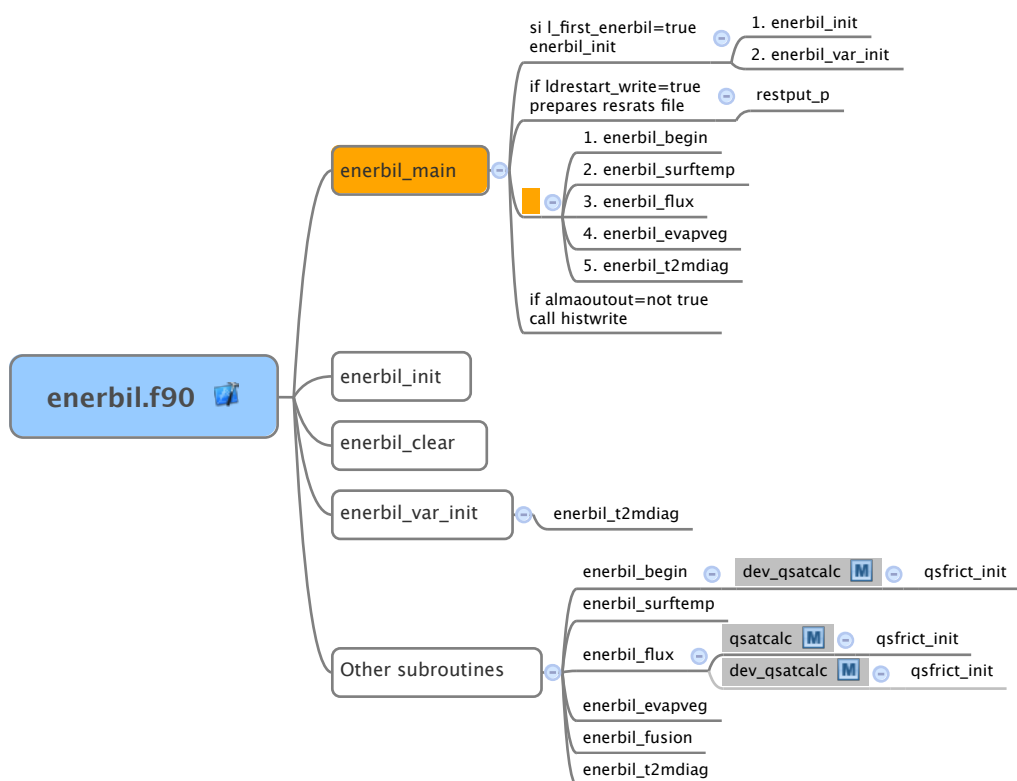 si l_first_enerbil=true
enerbil_init
1. enerbil_init
2. enerbil_var_init
if ldrestart_write=true
prepares resrats file
restput_p
enerbil_main
1. enerbil_begin
2. enerbil_surftemp
3. enerbil_flux
4. enerbil_evapveg
5. enerbil_t2mdiag
if almaoutout=not true
call histwrite
enerbil.f90
enerbil_init
enerbil_clear
enerbil_var_init
enerbil_t2mdiag
Other subroutines
enerbil_begin
dev_qsatcalc M
qsfrict_init
enerbil_surftemp
enerbil_flux
qsatcalc M
qsfrict_init
dev_qsatcalc M
qsfrict_init
enerbil_evapveg
enerbil_fusion
enerbil_t2mdiag